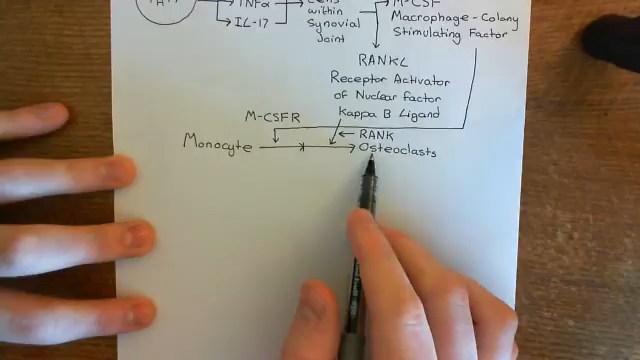 TNFα
IL-17
Cells
within
Synovial
Joint
M-CSF
Macrophage-Colony
Stimulating Factor
RANKL
Receptor Activator
of Nuclear factor
Kappa B Ligand
M-CSFR
RANK
Monocyte
Osteoclasts